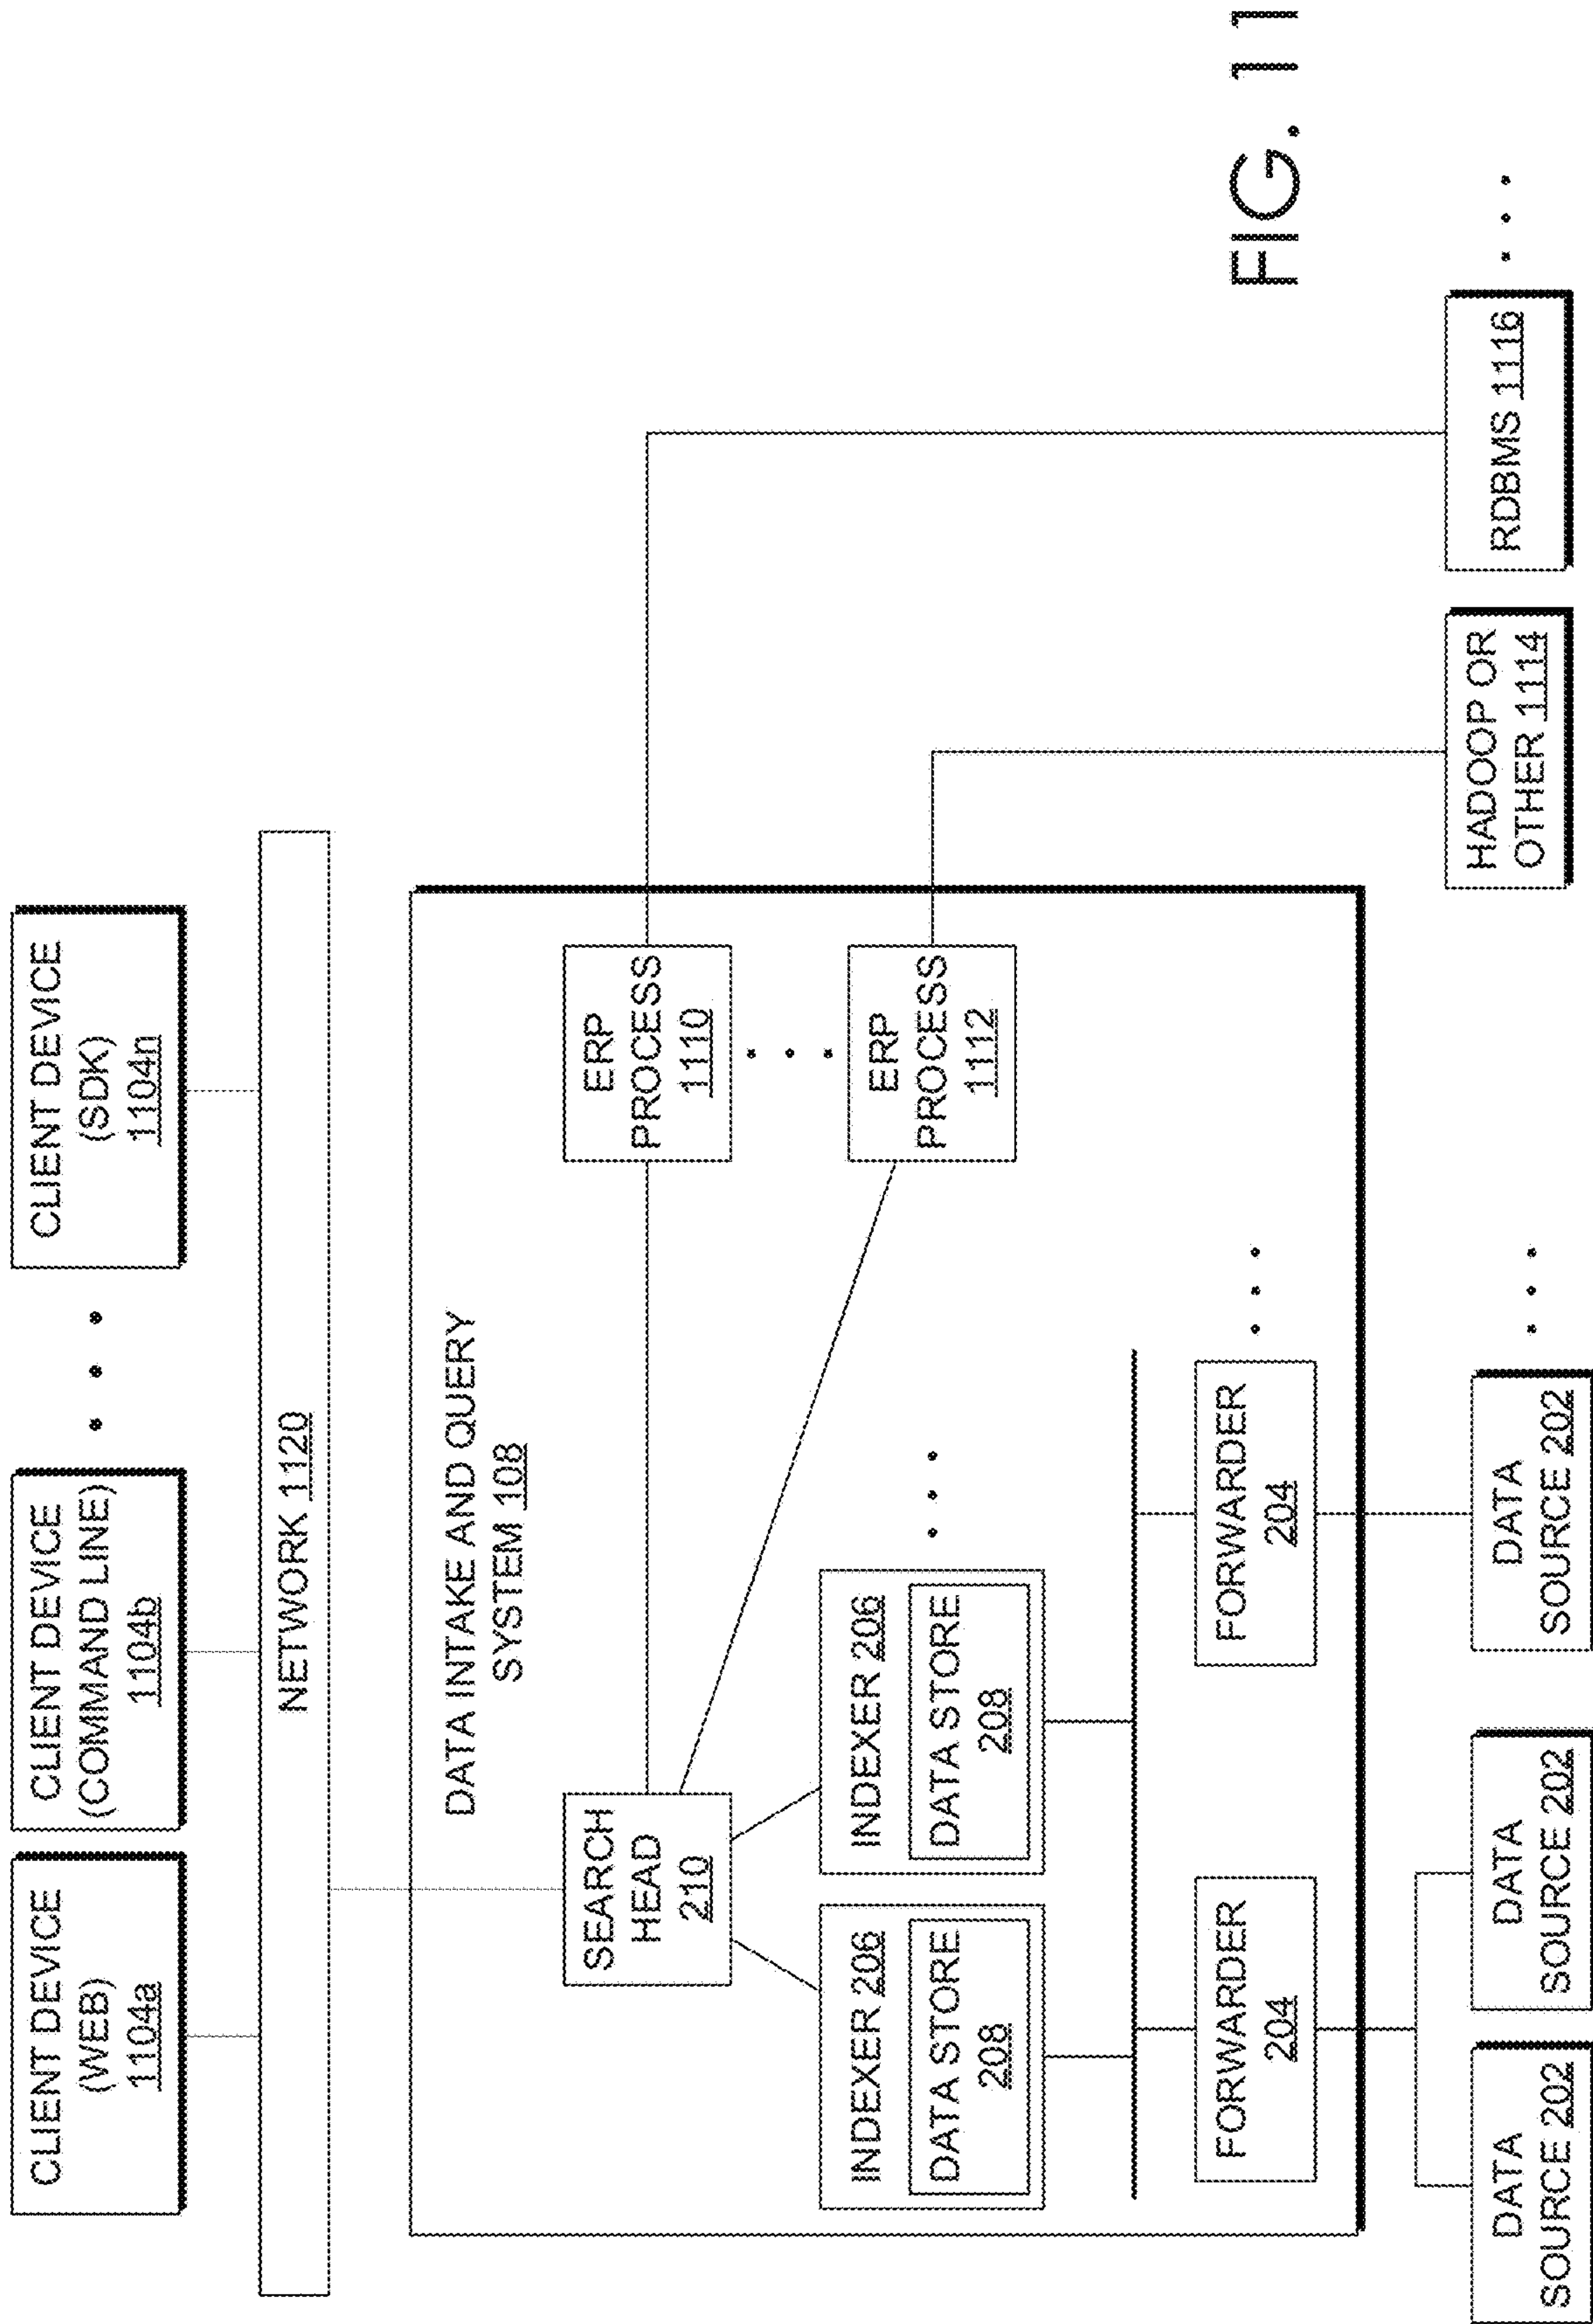 CLIENT DEVICE
(WEB)
1104a
CLIENT DEVICE
(COMMAND LINE)
1104b
CLIENT DEVICE
(SDK)
1104n
NETWORK 1120
DATA INTAKE AND QUERY
SYSTEM 108
SEARCH
HEAD
210
ERP
PROCESS
1110
ERP
PROCESS
1112
INDEXER 206
DATA STORE
208
INDEXER 206
DATA STORE
208
FORWARDER
204
FORWARDER
204
DATA
SOURCE 202
DATA
SOURCE 202
DATA
SOURCE 202
HADOOP OR
OTHER 1114
RDBMS 1116
FIG. 11